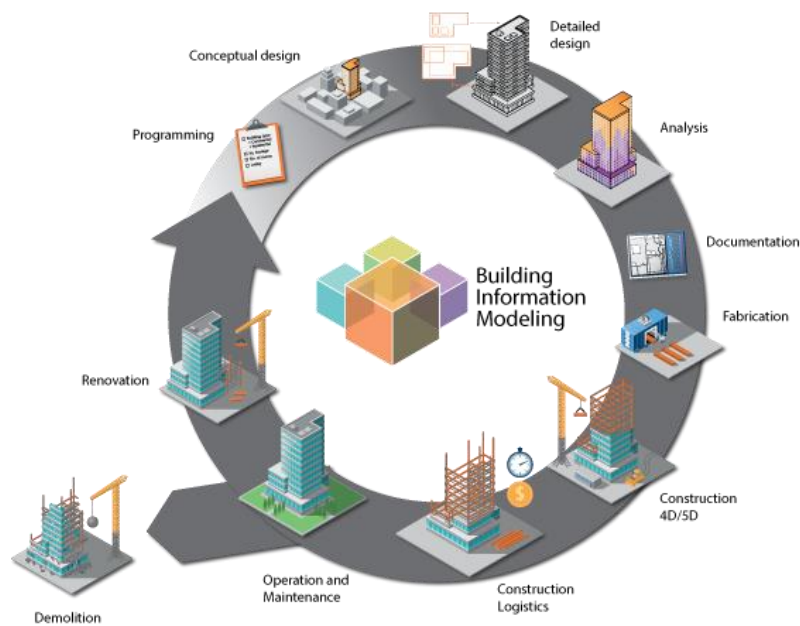 Conceptual design
Detailed
design
Programming
Analysis
Documentation
Building
Information
Modeling
Fabrication
Renovation
Construction
4D/5D
$
Operation and
Maintenance
Construction
Logistics
Demolition